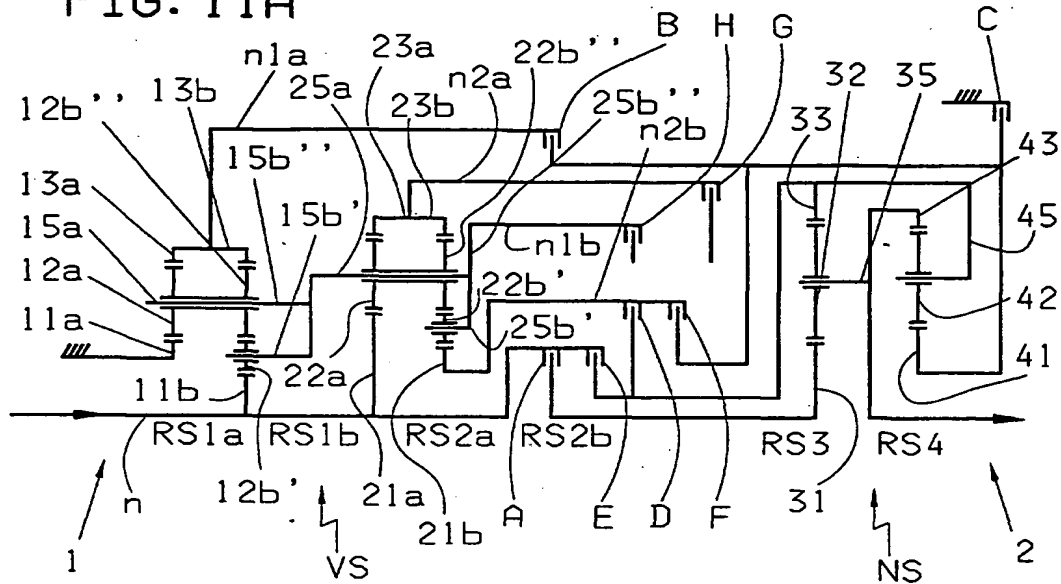 FIG. 11A
B H G C
23a 22b''
n1a n2a 25b''
12b'' 13b 25a 23b n2b 32 35
33 43
13a 15b''
15a 15b' n1b 45
12a 22b' 42
11a 22a 25b' 41
11b
RS1a RS1b RS2a RS2b RS3 RS4
n 12b' 21a A E D F 31
21b
1 VS NS 2